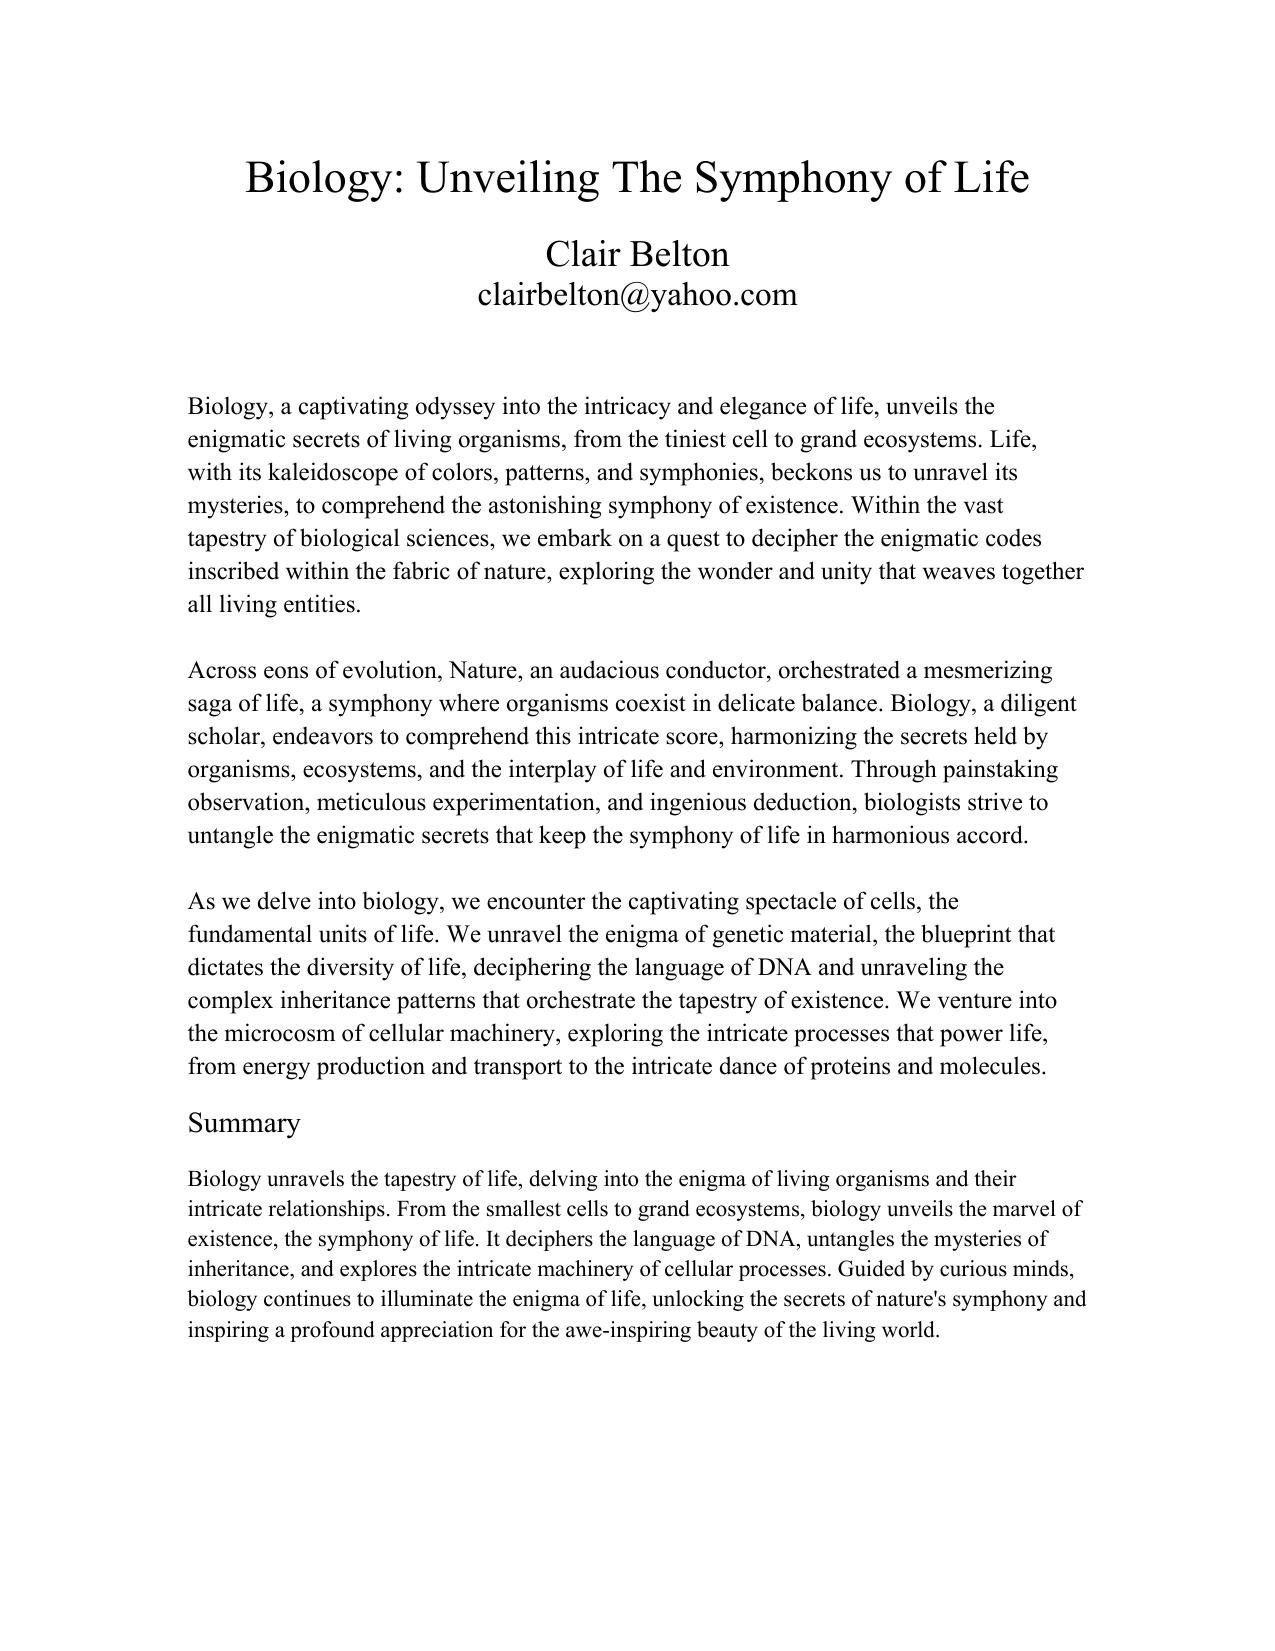 Biology: Unveiling The Symphony of Life
Clair Belton
clairbelton@yahoo.com
Biology, a captivating odyssey into the intricacy and elegance of life, unveils the
enigmatic secrets of living organisms, from the tiniest cell to grand ecosystems. Life,
with its kaleidoscope of colors, patterns, and symphonies, beckons us to unravel its
mysteries, to comprehend the astonishing symphony of existence. Within the vast
tapestry of biological sciences, we embark on a quest to decipher the enigmatic codes
inscribed within the fabric of nature, exploring the wonder and unity that weaves together
all living entities.
Across eons of evolution, Nature, an audacious conductor, orchestrated a mesmerizing
saga of life, a symphony where organisms coexist in delicate balance. Biology, a diligent
scholar, endeavors to comprehend this intricate score, harmonizing the secrets held by
organisms, ecosystems, and the interplay of life and environment. Through painstaking
observation, meticulous experimentation, and ingenious deduction, biologists strive to
untangle the enigmatic secrets that keep the symphony of life in harmonious accord.
As we delve into biology, we encounter the captivating spectacle of cells, the
fundamental units of life. We unravel the enigma of genetic material, the blueprint that
dictates the diversity of life, deciphering the language of DNA and unraveling the
complex inheritance patterns that orchestrate the tapestry of existence. We venture into
the microcosm of cellular machinery, exploring the intricate processes that power life,
from energy production and transport to the intricate dance of proteins and molecules.
Summary
Biology unravels the tapestry of life, delving into the enigma of living organisms and their
intricate relationships. From the smallest cells to grand ecosystems, biology unveils the marvel of
existence, the symphony of life. It deciphers the language of DNA, untangles the mysteries of
inheritance, and explores the intricate machinery of cellular processes. Guided by curious minds,
biology continues to illuminate the enigma of life, unlocking the secrets of nature's symphony and
inspiring a profound appreciation for the awe-inspiring beauty of the living world.